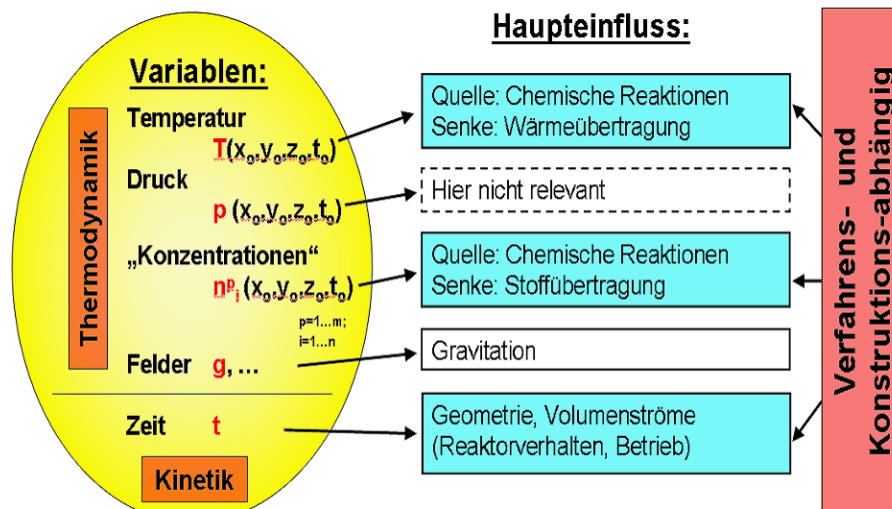 Haupteinfluss:
Variablen:
Thermodynamik
Temperatur
T(x₀,y₀,z₀,t₀)
Druck
p (x₀,y₀,z₀,t₀)
„Konzentrationen“
nᵖᵢ (x₀,y₀,z₀,t₀)
p=1...m;
i=1...n
Felder g, ...
Zeit t
Kinetik
Quelle: Chemische Reaktionen
Senke: Wärmeübertragung
Hier nicht relevant
Quelle: Chemische Reaktionen
Senke: Stoffübertragung
Gravitation
Geometrie, Volumenströme
(Reaktorverhalten, Betrieb)
Verfahrens- und
Konstruktions-abhängig